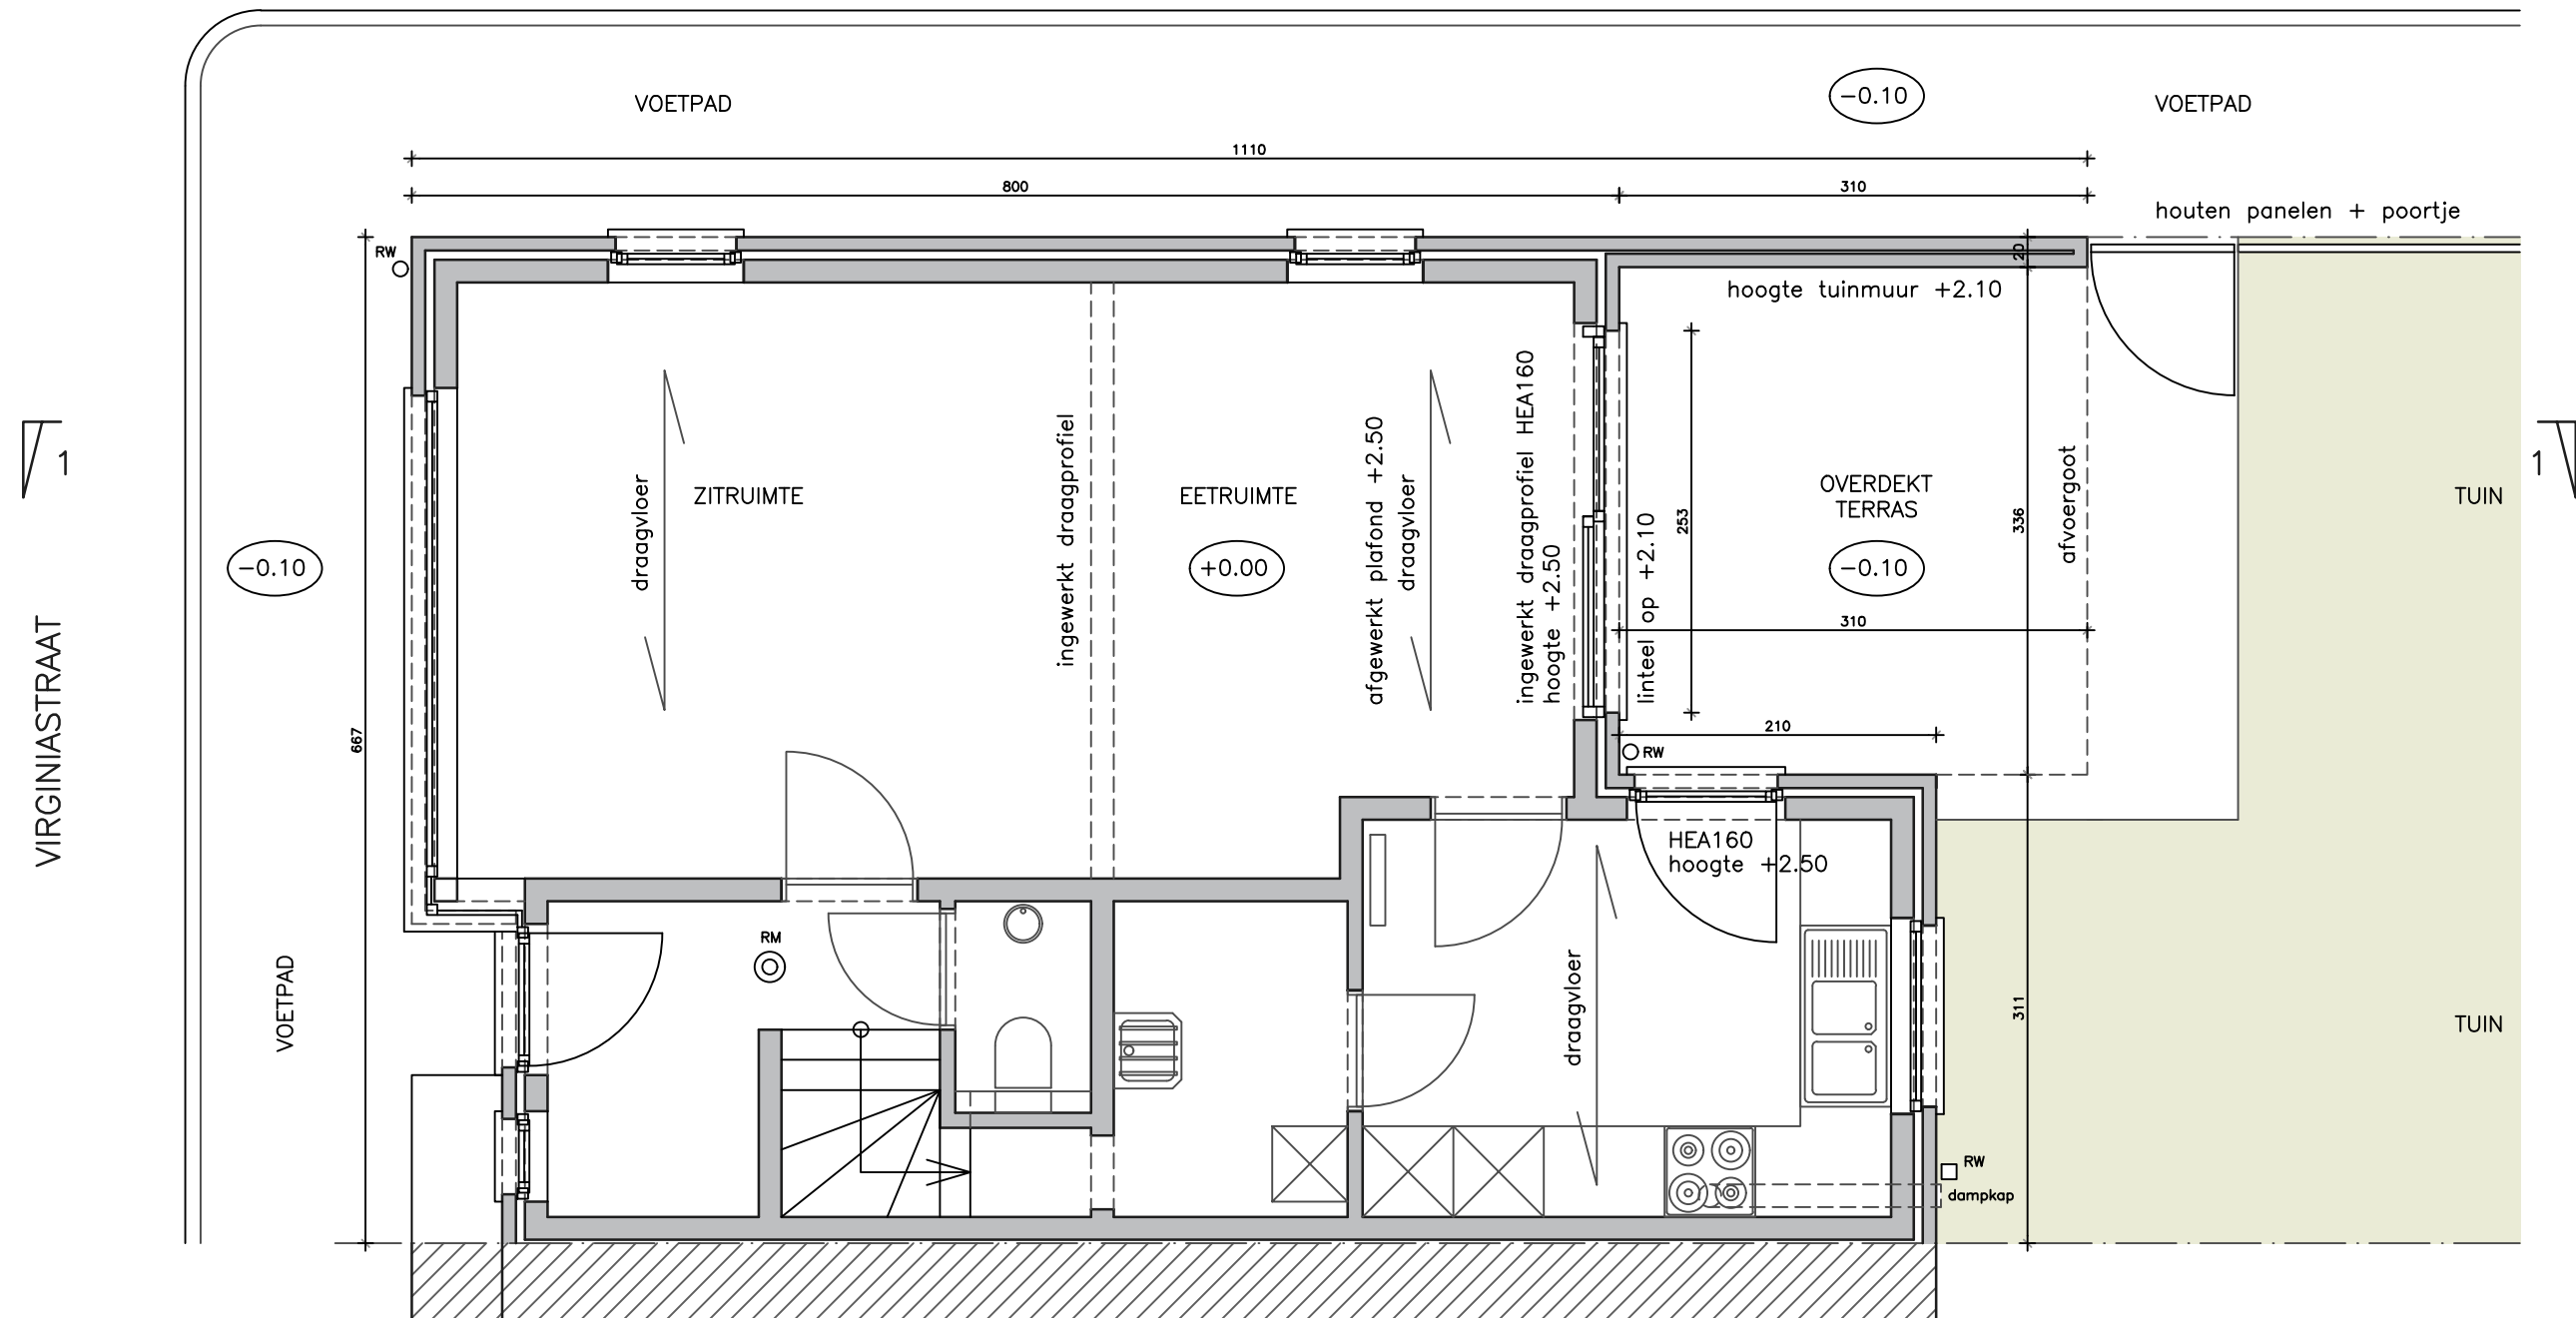 VOETPAD
-0.10
VOETPAD
1110
800
310
houten panelen + poortje
RW
20
hoogte tuinmuur +2.10
1
VIRGINIASTRAAT
-0.10
VOETPAD
667
draagvloer
ZITRUIMTE
ingewerkt draagprofiel
EETRUIMTE
+0.00
afgewerkt plafond +2.50
draagvloer
ingewerkt draagprofiel HEA160
hoogte +2.50
linteel op +2.10
253
OVERDEKT
TERRAS
-0.10
310
336
afvoergoot
TUIN
1
210
RW
HEA160
hoogte +2.50
RM
draagvloer
311
TUIN
RW
dampkap